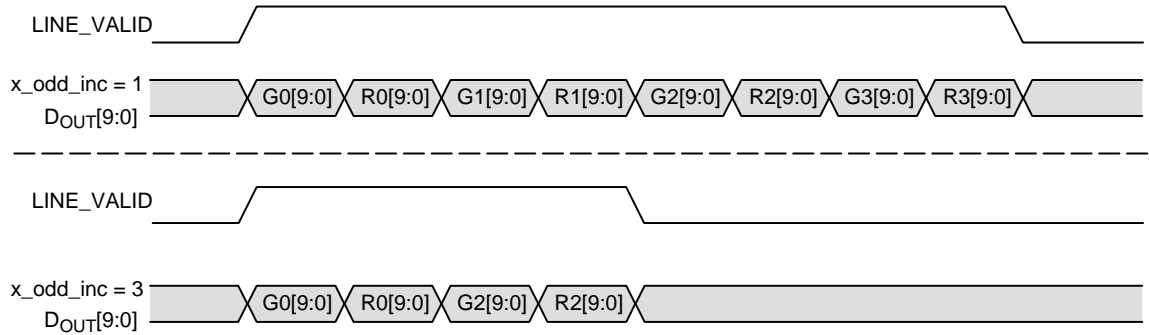 LINE_VALID
x_odd_inc = 1
DOUT[9:0]
G0[9:0] R0[9:0] G1[9:0] R1[9:0] G2[9:0] R2[9:0] G3[9:0] R3[9:0]
LINE_VALID
x_odd_inc = 3
DOUT[9:0]
G0[9:0] R0[9:0] G2[9:0] R2[9:0]